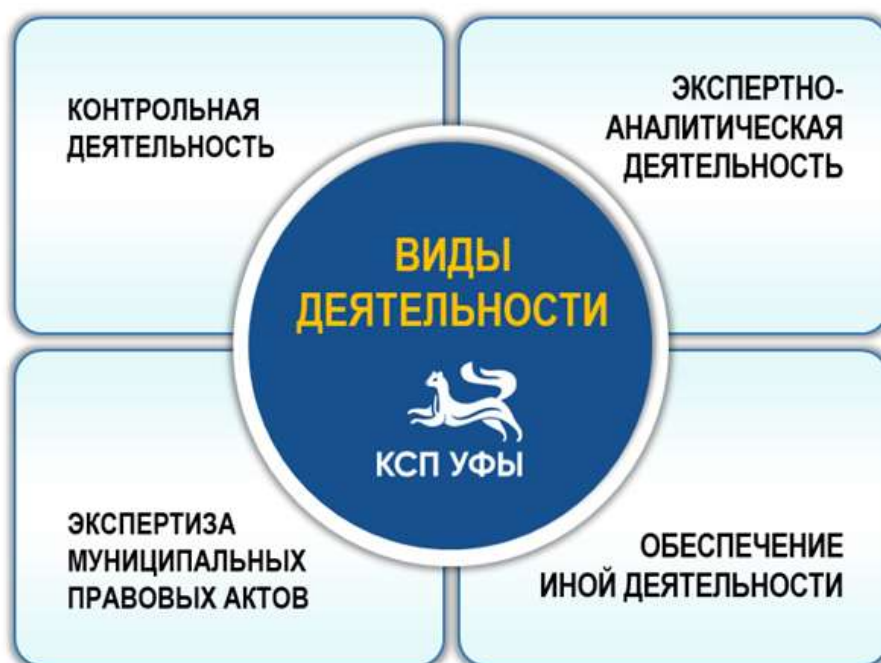 КОНТРОЛЬНАЯ
ДЕЯТЕЛЬНОСТЬ
ЭКСПЕРТНО-
АНАЛИТИЧЕСКАЯ
ДЕЯТЕЛЬНОСТЬ
ВИДЫ
ДЕЯТЕЛЬНОСТИ
КСП УФЫ
ЭКСПЕРТИЗА
МУНИЦИПАЛЬНЫХ
ПРАВОВЫХ АКТОВ
ОБЕСПЕЧЕНИЕ
ИНОЙ ДЕЯТЕЛЬНОСТИ